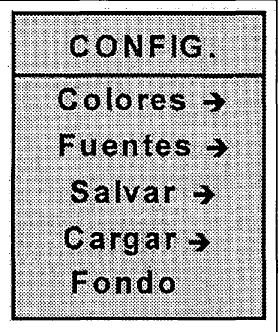 CONFIG.
Colores →
Fuentes →
Salvar →
Cargar →
Fondo